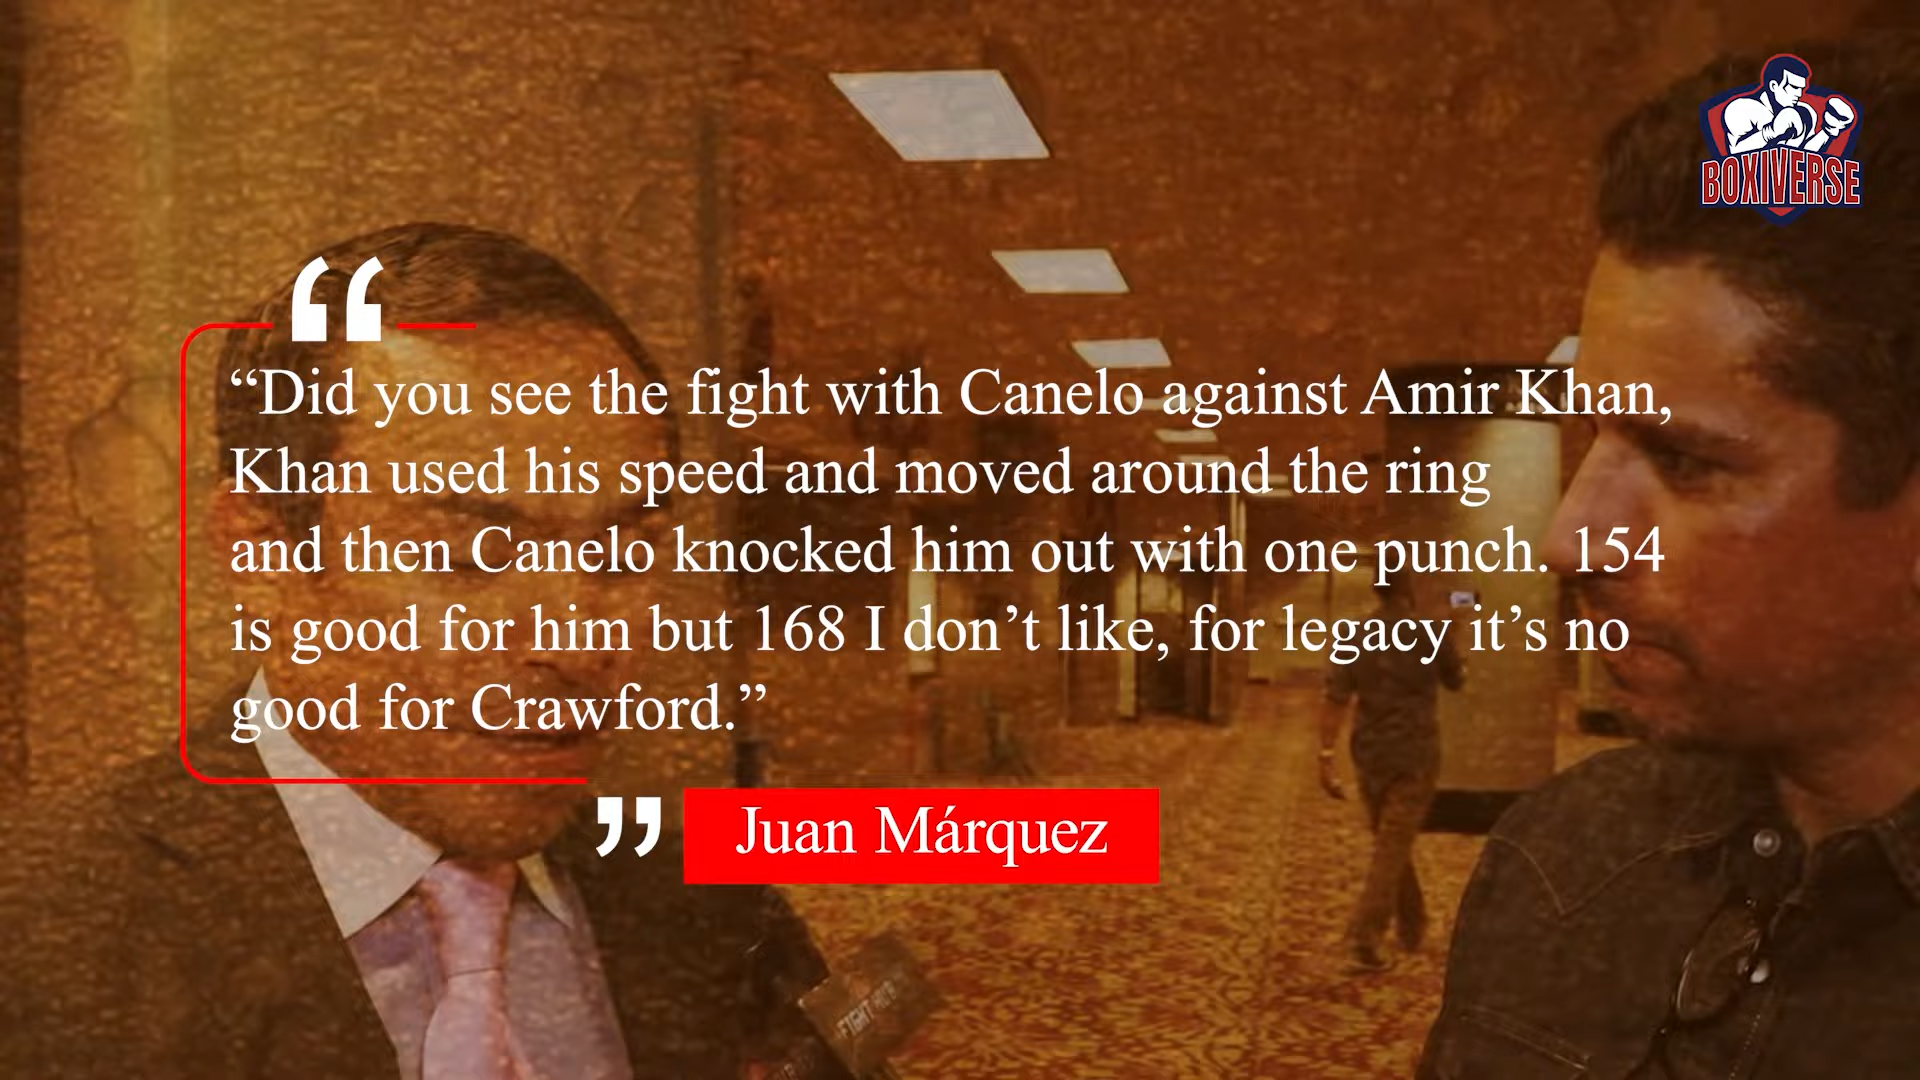 BOXIVERSE
“
“Did you see the fight with Canelo against Amir Khan,
Khan used his speed and moved around the ring
and then Canelo knocked him out with one punch. 154
is good for him but 168 I don’t like, for legacy it’s no
good for Crawford.”
”
Juan Márquez
FIGHT HUB